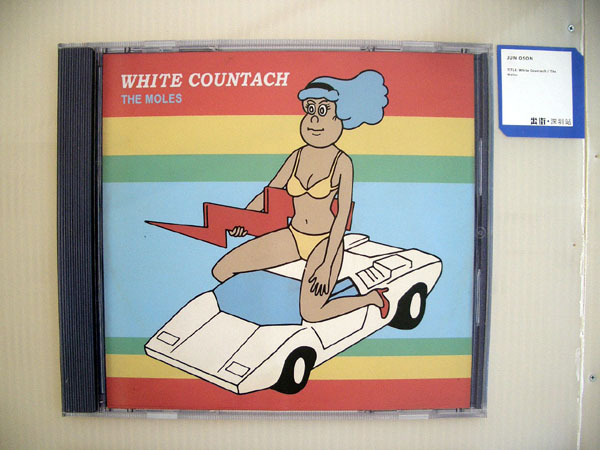 WHITE COUNTACH
THE MOLES
JUN OSON
TITLE: White Countach / The
Moles
出街・深圳站